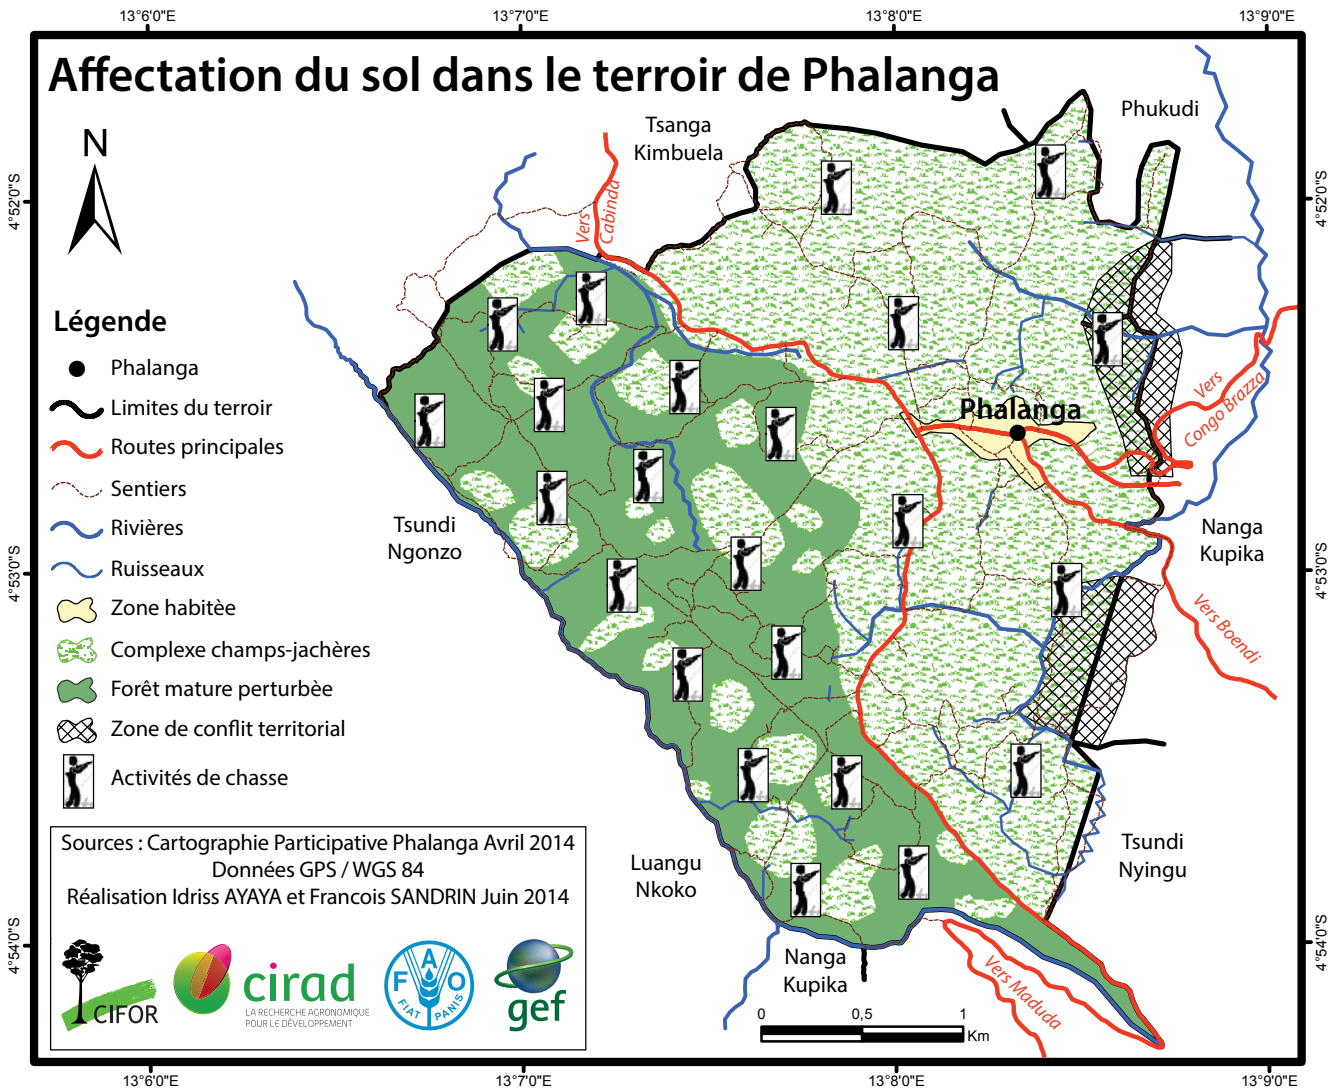 13°6'0"E
13°7'0"E
13°8'0"E
13°9'0"E
Affectation du sol dans le terroir de Phalanga
Phukudi
Tsanga
Kimbuela
N
4°52'0"S
4°52'0"S
Vers
Cabinda
Légende
Phalanga
Limites du terroir
Routes principales
Sentiers
Rivières
Ruisseaux
Zone habitèe
Complexe champs-jachères
Forêt mature perturbèe
Zone de conflit territorial
Activités de chasse
Phalanga
Vers
Congo Brazza
Tsundi
Ngonzo
Nanga
Kupika
4°53'0"S
4°53'0"S
Vers Boendi
Sources : Cartographie Participative Phalanga Avril 2014
Données GPS / WGS 84
Réalisation Idriss AYAYA et Francois SANDRIN Juin 2014
Luangu
Nkoko
Tsundi
Nyingu
4°54'0"S
4°54'0"S
Nanga
Kupika
Vers Maduda
CIFOR
cirad
LA RECHERCHE AGRONOMIQUE
POUR LE DÉVELOPPEMENT
F A O
FIAT PANIS
gef
0 0,5 1
Km
13°6'0"E
13°7'0"E
13°8'0"E
13°9'0"E